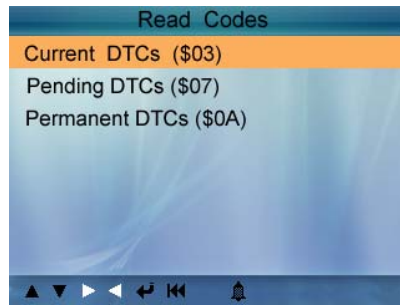 Read Codes
Current DTCs ($03)
Pending DTCs ($07)
Permanent DTCs ($0A)